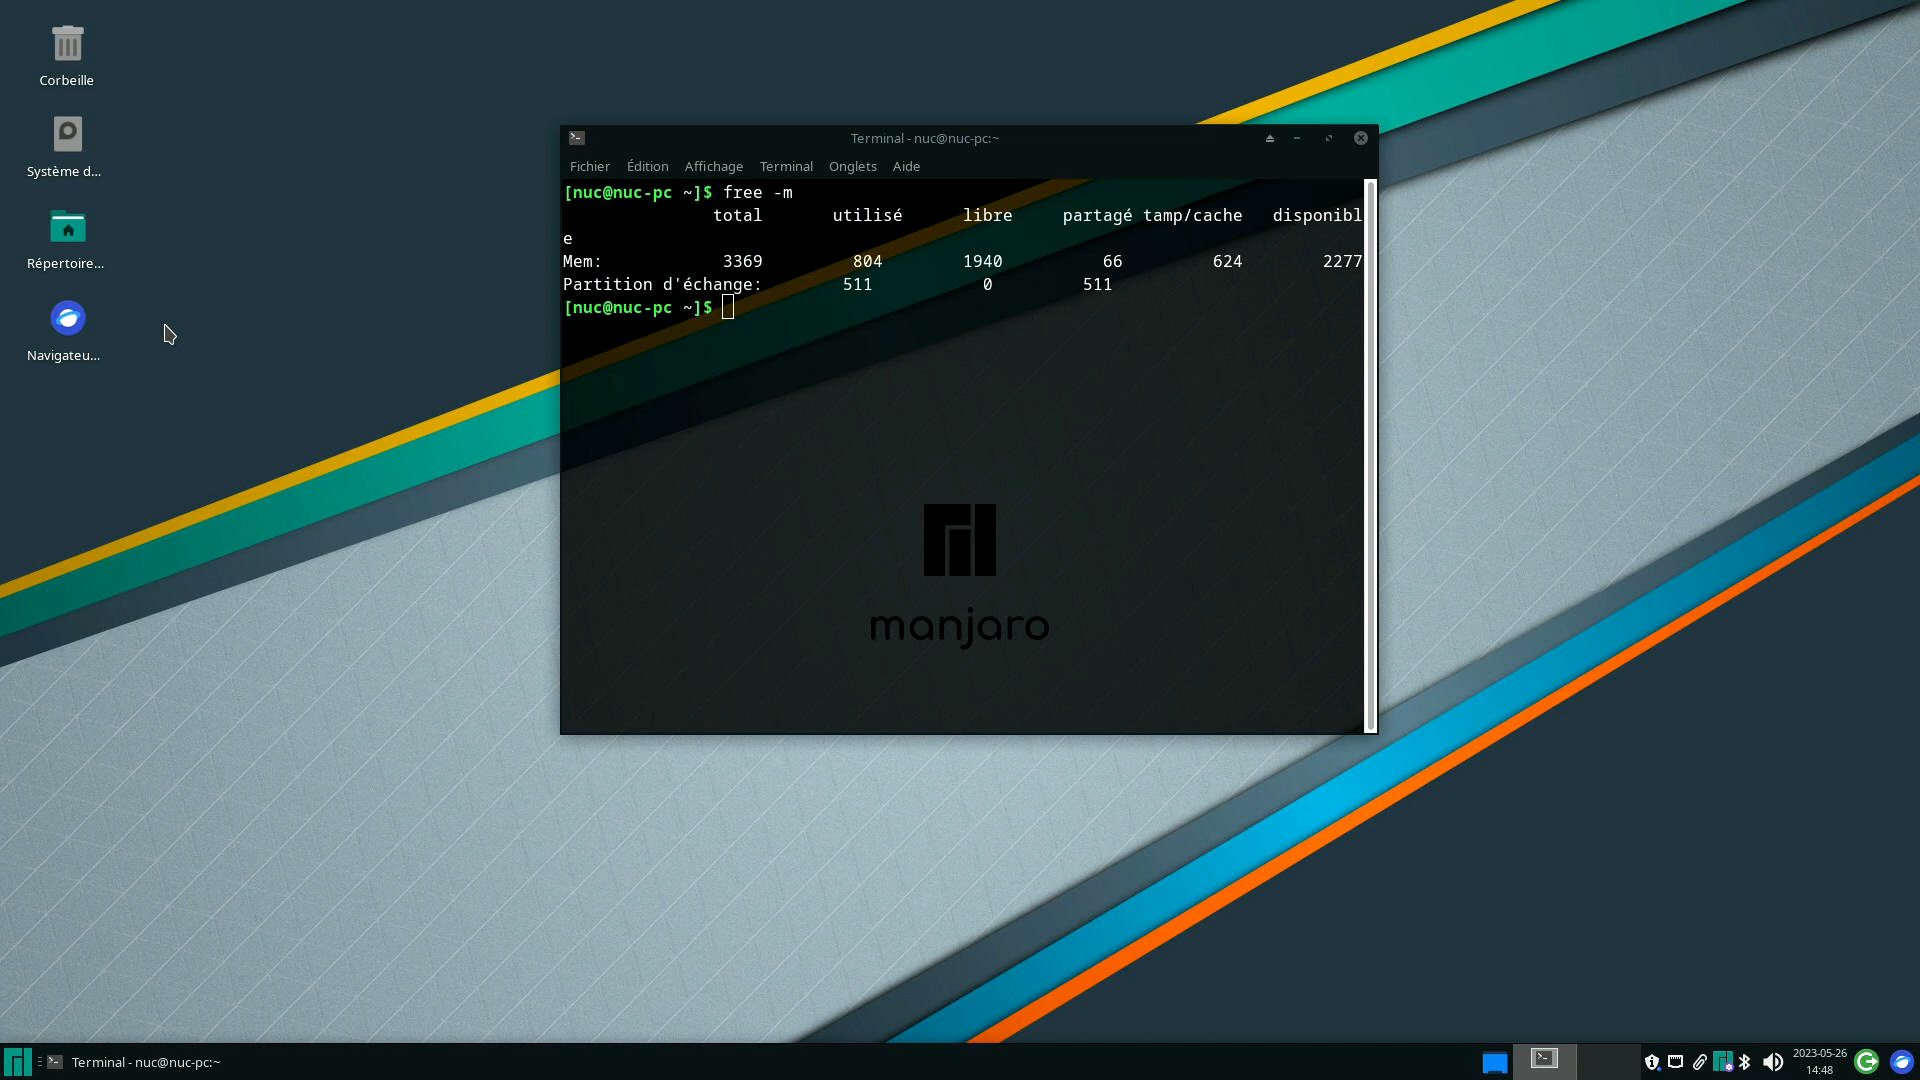 Corbeille
Système d...
Répertoire...
Navigateu...
Terminal - nuc@nuc-pc:~
Fichier Édition Affichage Terminal Onglets Aide
[nuc@nuc-pc ~]$ free -m
total utilisé libre partagé tamp/cache disponibl
e
Mem: 3369 804 1940 66 624 2277
Partition d'échange: 511 0 511
[nuc@nuc-pc ~]$
manjaro
Terminal - nuc@nuc-pc:~
2023-05-26
14:48